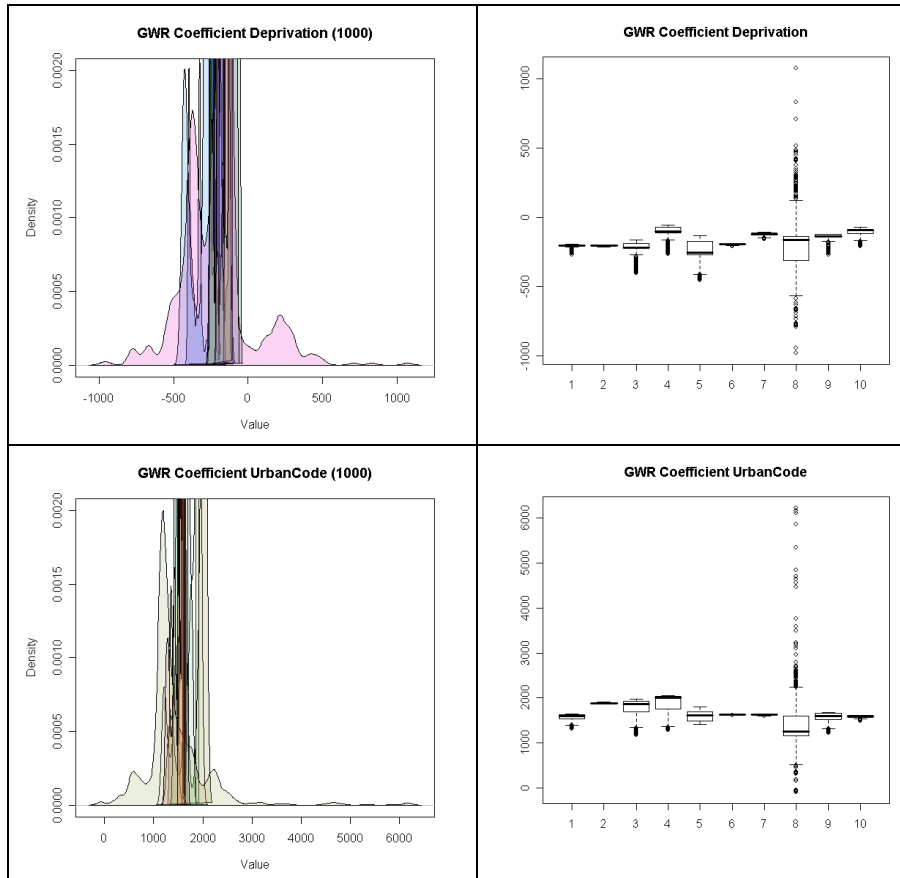 GWR Coefficient Deprivation (1000)
Density
0.0000 0.0005 0.0010 0.0015 0.0020
-1000 -500 0 500 1000
Value
GWR Coefficient Deprivation
-1000 -500 0 500 1000
1 2 3 4 5 6 7 8 9 10
GWR Coefficient UrbanCode (1000)
Density
0.0000 0.0005 0.0010 0.0015 0.0020
0 1000 2000 3000 4000 5000 6000
Value
GWR Coefficient UrbanCode
0 1000 2000 3000 4000 5000 6000
1 2 3 4 5 6 7 8 9 10